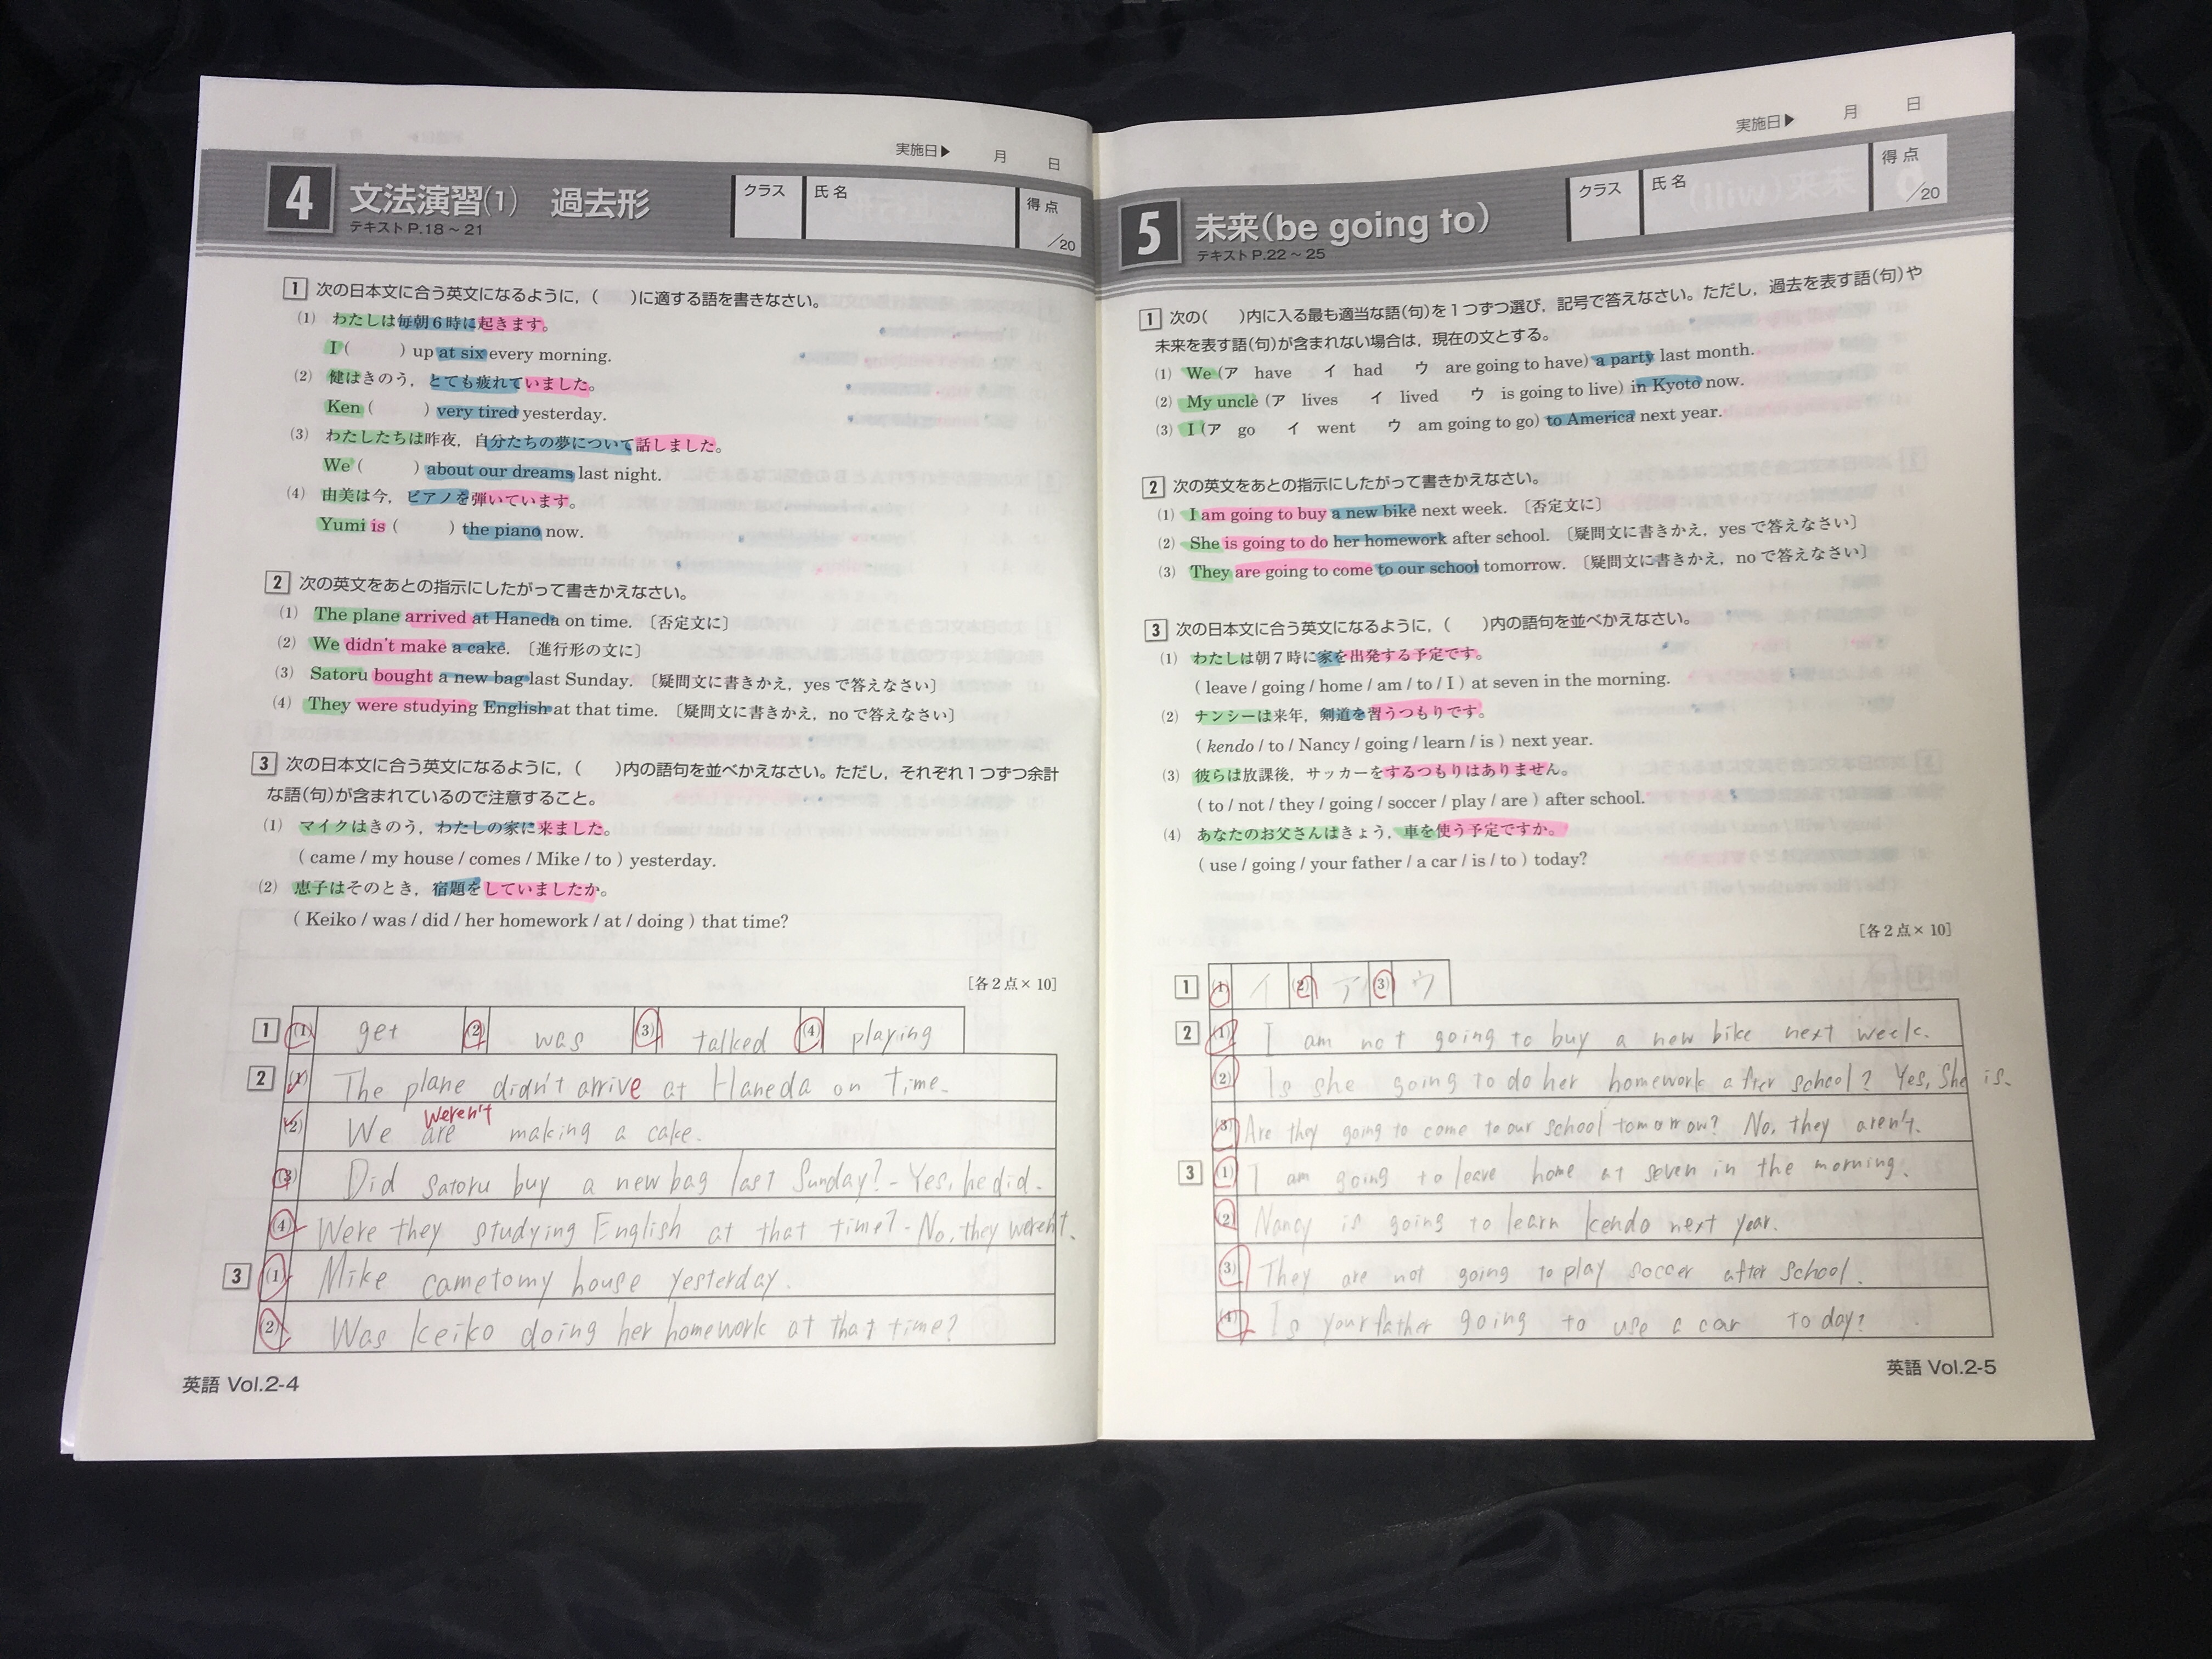 実施日▶ 月 日
4 文法演習(1) 過去形
テキストP.18～21
クラス 氏名 得点 ／20
1 次の日本文に合う英文になるように，( )に適する語を書きなさい。
(1) わたしは毎朝6時に起きます。
I ( ) up at six every morning.
(2) 健はきのう，とても疲れていました。
Ken ( ) very tired yesterday.
(3) わたしたちは昨夜，自分たちの夢について話しました。
We ( ) about our dreams last night.
(4) 由美は今，ピアノを弾いています。
Yumi is ( ) the piano now.
2 次の英文をあとの指示にしたがって書きかえなさい。
(1) The plane arrived at Haneda on time. 〔否定文に〕
(2) We didn't make a cake. 〔進行形の文に〕
(3) Satoru bought a new bag last Sunday. 〔疑問文に書きかえ，yesで答えなさい〕
(4) They were studying English at that time. 〔疑問文に書きかえ，noで答えなさい〕
3 次の日本文に合う英文になるように，( )内の語句を並べかえなさい。ただし，それぞれ1つずつ余計
な語(句)が含まれているので注意すること。
(1) マイクはきのう，わたしの家に来ました。
( came / my house / comes / Mike / to ) yesterday.
(2) 恵子はそのとき，宿題をしていましたか。
( Keiko / was / did / her homework / at / doing ) that time?
［各2点×10］
1 (1) get (2) was (3) talked (4) playing
2 (1) The plane didn't arrive at Haneda on time.
weren't
(2) We are making a cake.
(3) Did Satoru buy a new bag last Sunday? - Yes, he did.
(4) Were they studying English at that time? - No, they weren't.
3 (1) Mike came to my house yesterday.
(2) Was Keiko doing her homework at that time?
英語 Vol.2-4
実施日▶ 月 日
5 未来(be going to)
テキストP.22～25
クラス 氏名 得点 ／20
1 次の( )内に入る最も適当な語(句)を1つずつ選び，記号で答えなさい。ただし，過去を表す語(句)や
未来を表す語(句)が含まれない場合は，現在の文とする。
(1) We (ア have イ had ウ are going to have) a party last month.
(2) My uncle (ア lives イ lived ウ is going to live) in Kyoto now.
(3) I (ア go イ went ウ am going to go) to America next year.
2 次の英文をあとの指示にしたがって書きかえなさい。
(1) I am going to buy a new bike next week. 〔否定文に〕
(2) She is going to do her homework after school. 〔疑問文に書きかえ，yesで答えなさい〕
(3) They are going to come to our school tomorrow. 〔疑問文に書きかえ，noで答えなさい〕
3 次の日本文に合う英文になるように，( )内の語句を並べかえなさい。
(1) わたしは朝7時に家を出発する予定です。
( leave / going / home / am / to / I ) at seven in the morning.
(2) ナンシーは来年，剣道を習うつもりです。
( kendo / to / Nancy / going / learn / is ) next year.
(3) 彼らは放課後，サッカーをするつもりはありません。
( to / not / they / going / soccer / play / are ) after school.
(4) あなたのお父さんはきょう，車を使う予定ですか。
( use / going / your father / a car / is / to ) today?
［各2点×10］
1 (1) イ (2) ア (3) ウ
2 (1) I am not going to buy a new bike next week.
(2) Is she going to do her homework after school? Yes, She is.
(3) Are they going to come to our school tomorrow? No, they aren't.
3 (1) I am going to leave home at seven in the morning.
(2) Nancy is going to learn kendo next year.
(3) They are not going to play soccer after school.
(4) Is your father going to use a car today?
英語 Vol.2-5